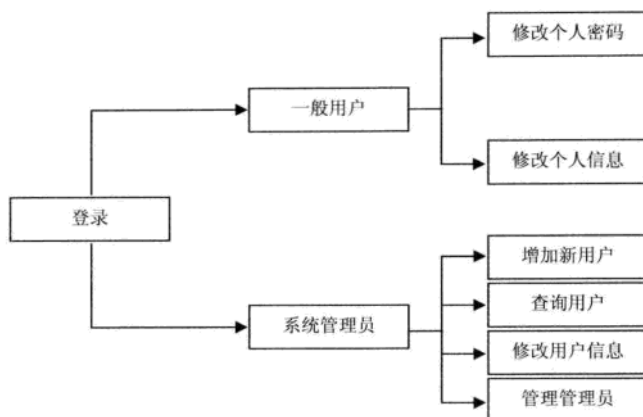 修改个人密码
一般用户
修改个人信息
登录
增加新用户
查询用户
系统管理员
修改用户信息
管理管理员